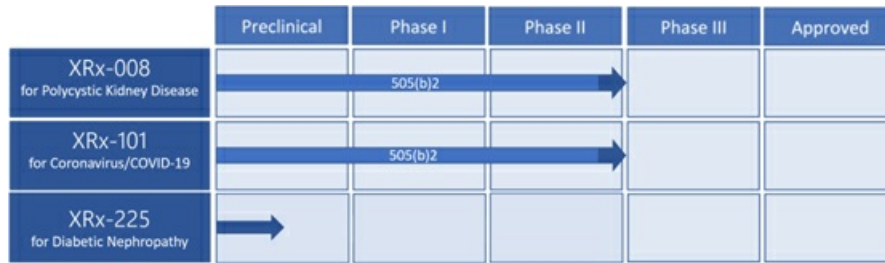 Preclinical Phase I Phase II Phase III Approved
XRx-008
for Polycystic Kidney Disease
505(b)2
XRx-101
for Coronavirus/COVID-19
505(b)2
XRx-225
for Diabetic Nephropathy